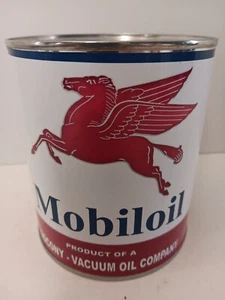 Mobiloil
PRODUCT OF A
SOCONY - VACUUM OIL COMPANY